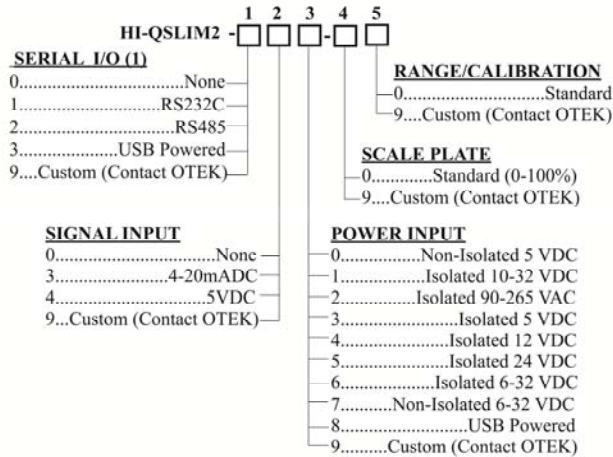 1 2 3 4 5
HI-QSLIM2 - -
SERIAL I/O (1)
0.........................None
1....................RS232C
2......................RS485
3...............USB Powered
9....Custom (Contact OTEK)
RANGE/CALIBRATION
0........................Standard
9....Custom (Contact OTEK)
SCALE PLATE
0.............Standard (0-100%)
9....Custom (Contact OTEK)
SIGNAL INPUT
0..........................None
3...................4-20mADC
4.........................5VDC
9...Custom (Contact OTEK)
POWER INPUT
0...........Non-Isolated 5 VDC
1............Isolated 10-32 VDC
2...........Isolated 90-265 VAC
3..................Isolated 5 VDC
4................Isolated 12 VDC
5................Isolated 24 VDC
6..............Isolated 6-32 VDC
7.......Non-Isolated 6-32 VDC
8....................USB Powered
9..........Custom (Contact OTEK)